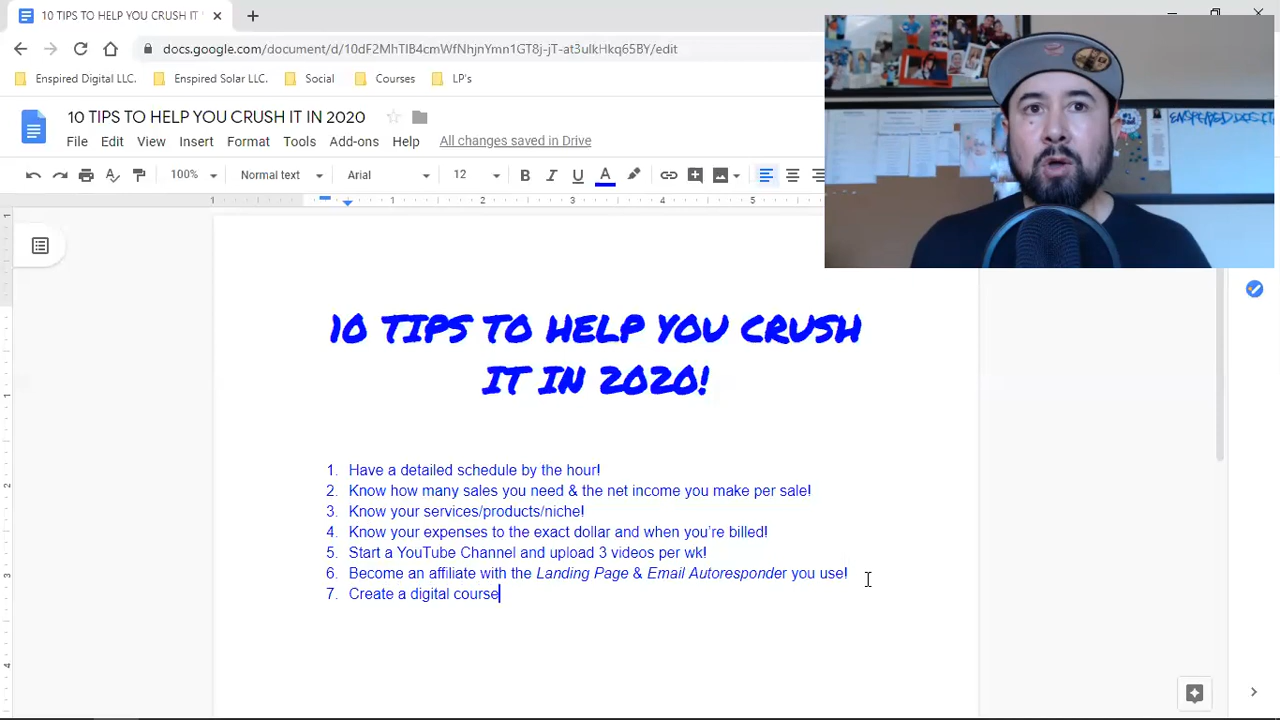 10 TIPS TO HELP YOU CRUSH IT
docs.google.com/document/d/10dF2MhTlB4cmWfNhjnYmn1GT8j-jT-at3ulkHkq65BY/edit
Enspired Digital LLC. Enspired Solar LLC. Social Courses LP's
10 TIPS TO HELP YOU CRUSH IT IN 2020
File Edit View Insert Format Tools Add-ons Help All changes saved in Drive
100% Normal text Arial 12 B I U A
1 1 2 3 4 5
10 TIPS TO HELP YOU CRUSH
IT IN 2020!
1. Have a detailed schedule by the hour!
2. Know how many sales you need & the net income you make per sale!
3. Know your services/products/niche!
4. Know your expenses to the exact dollar and when you're billed!
5. Start a YouTube Channel and upload 3 videos per wk!
6. Become an affiliate with the Landing Page & Email Autoresponder you use!
7. Create a digital course